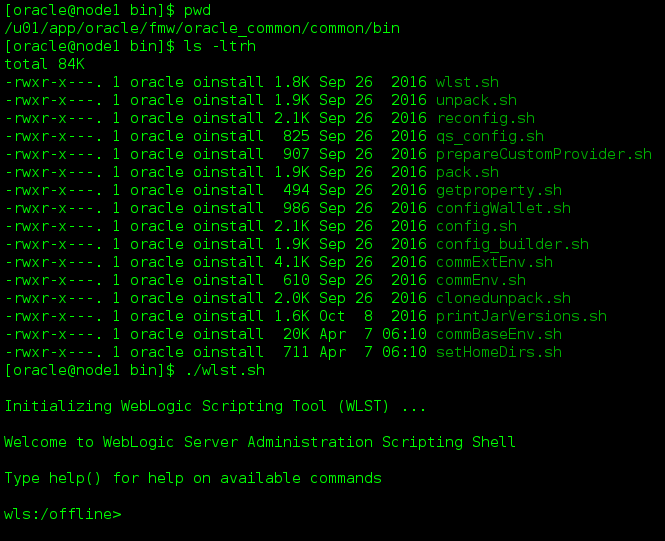 [oracle@node1 bin]$ pwd
/u01/app/oracle/fmw/oracle_common/common/bin
[oracle@node1 bin]$ ls -ltrh
total 84K
-rwxr-x---. 1 oracle oinstall 1.8K Sep 26  2016 wlst.sh
-rwxr-x---. 1 oracle oinstall 1.9K Sep 26  2016 unpack.sh
-rwxr-x---. 1 oracle oinstall 2.1K Sep 26  2016 reconfig.sh
-rwxr-x---. 1 oracle oinstall  825 Sep 26  2016 qs_config.sh
-rwxr-x---. 1 oracle oinstall  907 Sep 26  2016 prepareCustomProvider.sh
-rwxr-x---. 1 oracle oinstall 1.9K Sep 26  2016 pack.sh
-rwxr-x---. 1 oracle oinstall  494 Sep 26  2016 getproperty.sh
-rwxr-x---. 1 oracle oinstall  986 Sep 26  2016 configWallet.sh
-rwxr-x---. 1 oracle oinstall 2.1K Sep 26  2016 config.sh
-rwxr-x---. 1 oracle oinstall 1.9K Sep 26  2016 config_builder.sh
-rwxr-x---. 1 oracle oinstall 4.1K Sep 26  2016 commExtEnv.sh
-rwxr-x---. 1 oracle oinstall  610 Sep 26  2016 commEnv.sh
-rwxr-x---. 1 oracle oinstall 2.0K Sep 26  2016 clonedunpack.sh
-rwxr-x---. 1 oracle oinstall 1.6K Oct  8  2016 printJarVersions.sh
-rwxr-x---. 1 oracle oinstall  20K Apr  7 06:10 commBaseEnv.sh
-rwxr-x---. 1 oracle oinstall  711 Apr  7 06:10 setHomeDirs.sh
[oracle@node1 bin]$ ./wlst.sh
Initializing WebLogic Scripting Tool (WLST) ...
Welcome to WebLogic Server Administration Scripting Shell
Type help() for help on available commands
wls:/offline>